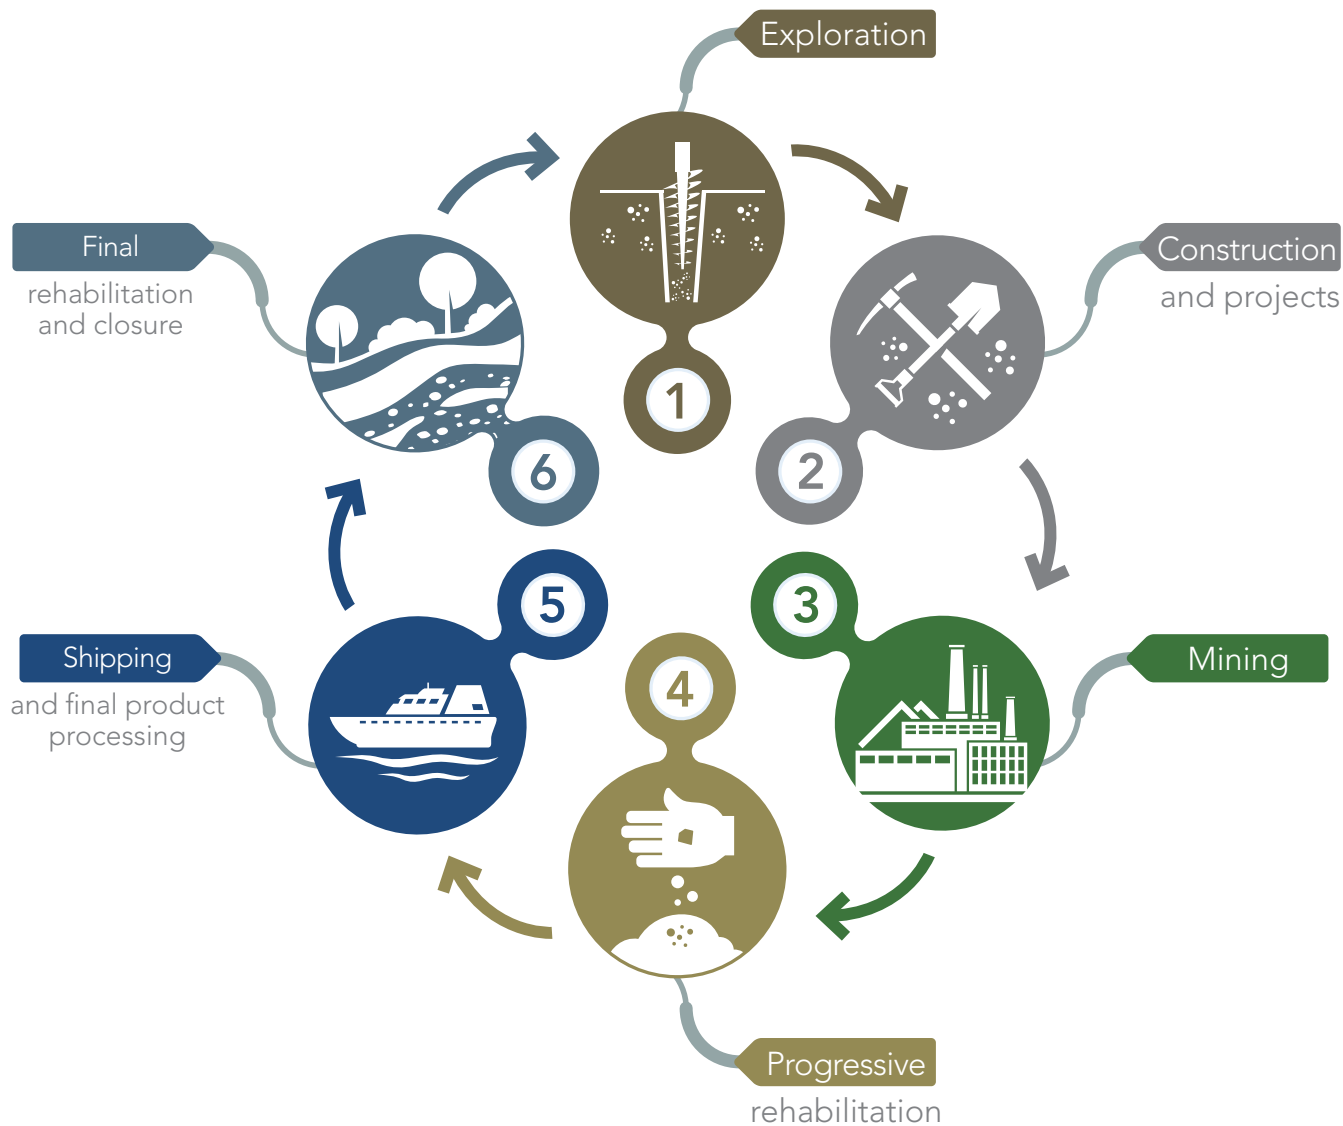 Exploration
1
Construction
and projects
2
Mining
3
Progressive
rehabilitation
4
Shipping
and final product
processing
5
Final
rehabilitation
and closure
6